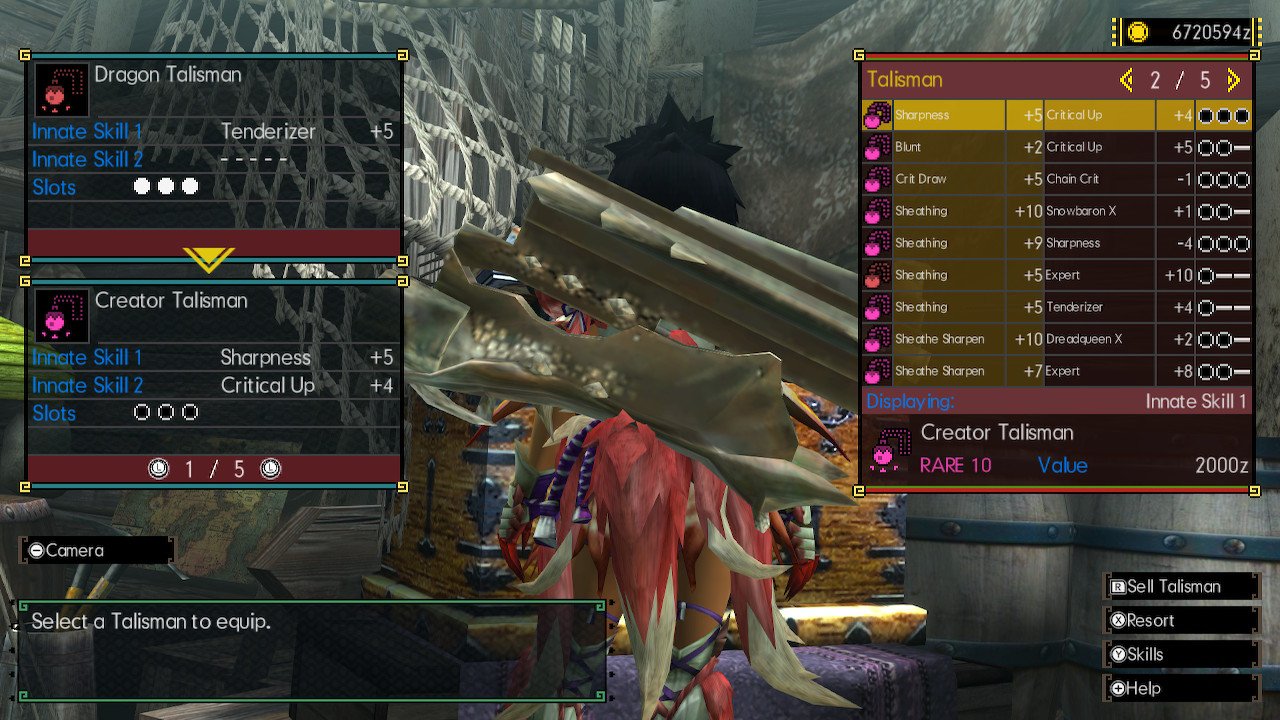 6720594z
Dragon Talisman
Innate Skill 1 Tenderizer +5
Innate Skill 2 -----
Slots
Creator Talisman
Innate Skill 1 Sharpness +5
Innate Skill 2 Critical Up +4
Slots
1 / 5
Camera
Select a Talisman to equip.
Talisman 2 / 5
Sharpness +5 Critical Up +4
Blunt +2 Critical Up +5
Crit Draw +5 Chain Crit -1
Sheathing +10 Snowbaron X +1
Sheathing +9 Sharpness -4
Sheathing +5 Expert +10
Sheathing +5 Tenderizer +4
Sheathe Sharpen +10 Dreadqueen X +2
Sheathe Sharpen +7 Expert +8
Displaying: Innate Skill 1
Creator Talisman
RARE 10 Value 2000z
R Sell Talisman
X Resort
Y Skills
+ Help